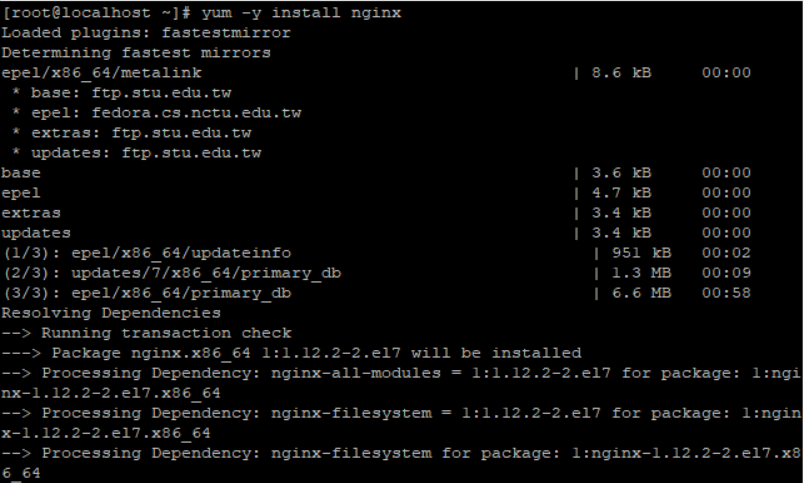 [root@localhost ~]# yum -y install nginx
Loaded plugins: fastestmirror
Determining fastest mirrors
epel/x86_64/metalink | 8.6 kB 00:00
* base: ftp.stu.edu.tw
* epel: fedora.cs.nctu.edu.tw
* extras: ftp.stu.edu.tw
* updates: ftp.stu.edu.tw
base | 3.6 kB 00:00
epel | 4.7 kB 00:00
extras | 3.4 kB 00:00
updates | 3.4 kB 00:00
(1/3): epel/x86_64/updateinfo | 951 kB 00:02
(2/3): updates/7/x86_64/primary_db | 1.3 MB 00:09
(3/3): epel/x86_64/primary_db | 6.6 MB 00:58
Resolving Dependencies
--> Running transaction check
---> Package nginx.x86_64 1:1.12.2-2.el7 will be installed
--> Processing Dependency: nginx-all-modules = 1:1.12.2-2.el7 for package: 1:ngi
nx-1.12.2-2.el7.x86_64
--> Processing Dependency: nginx-filesystem = 1:1.12.2-2.el7 for package: 1:ngin
x-1.12.2-2.el7.x86_64
--> Processing Dependency: nginx-filesystem for package: 1:nginx-1.12.2-2.el7.x8
6_64